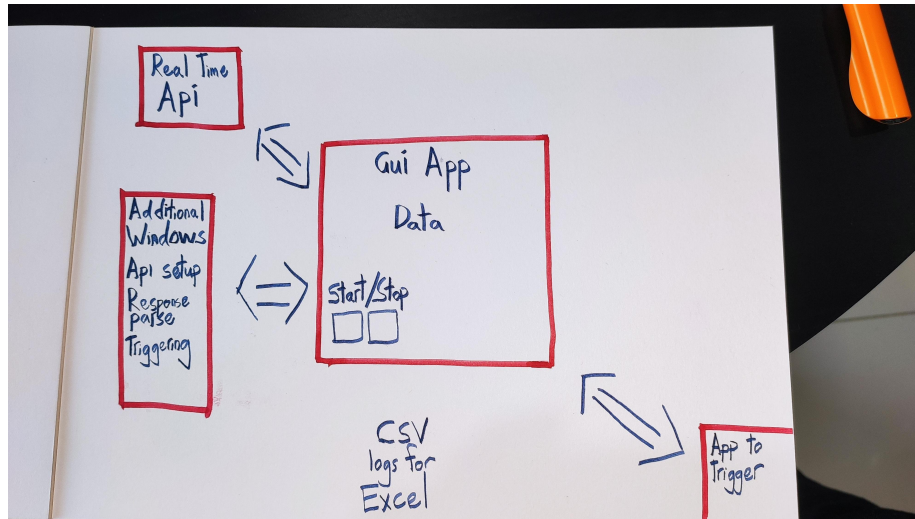 Real Time
Api
Gui App
Data
Start/Stop
Additional
Windows
Api setup
Response
parse
Triggering
CSV
logs for
Excel
App to
Trigger